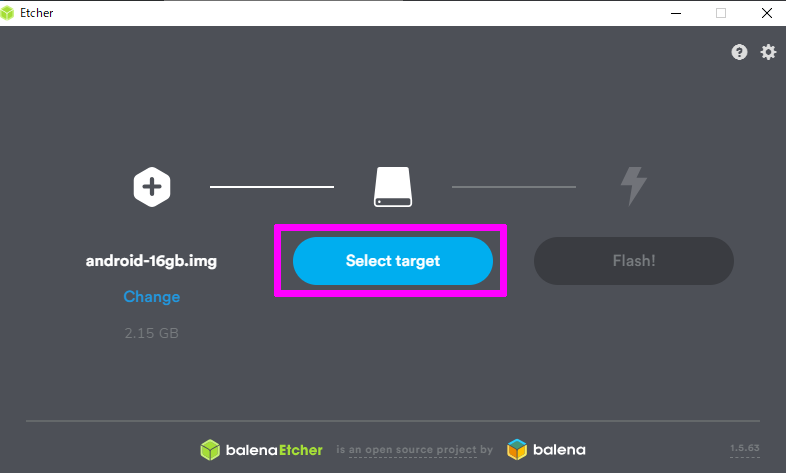 Etcher
android-16gb.img
Select target
Flash!
Change
2.15 GB
balenaEtcher is an open source project by balena 1.5.63